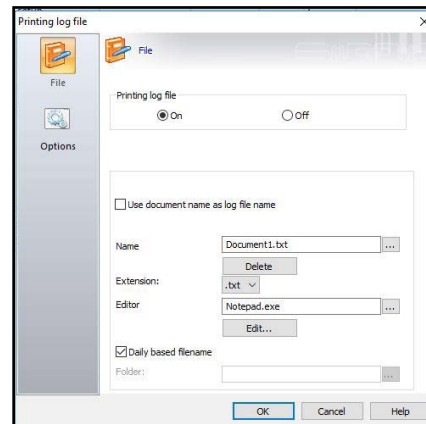 Printing log file
File
File
Options
Printing log file
On
Off
Use document name as log file name
Name
Document1.txt
...
Delete
Extension:
.txt
Editor
Notepad.exe
...
Edit...
Daily based filename
Folder:
...
OK
Cancel
Help